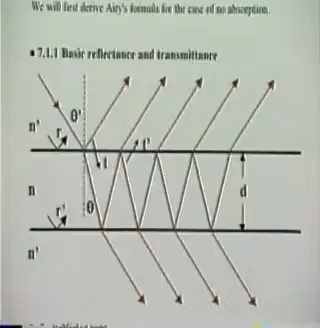 We will first derive Airy's formula for the case of no absorption.
▪ 7.1.1 Basic reflectance and transmittance
θ'
n'
r
t'
t
n
d
r'
θ
n'